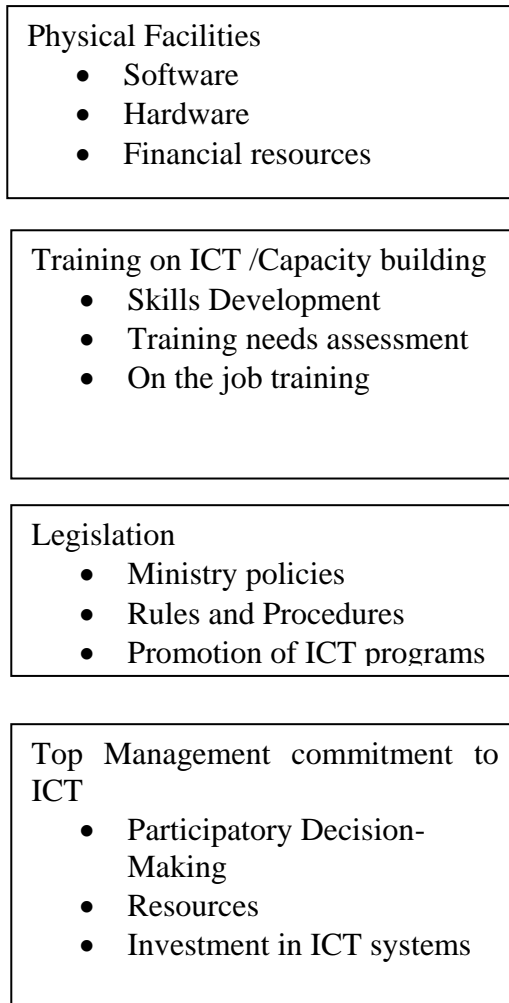 Physical Facilities
• Software
• Hardware
• Financial resources
Training on ICT /Capacity building
• Skills Development
• Training needs assessment
• On the job training
Legislation
• Ministry policies
• Rules and Procedures
• Promotion of ICT programs
Top Management commitment to
ICT
• Participatory Decision-
Making
• Resources
• Investment in ICT systems